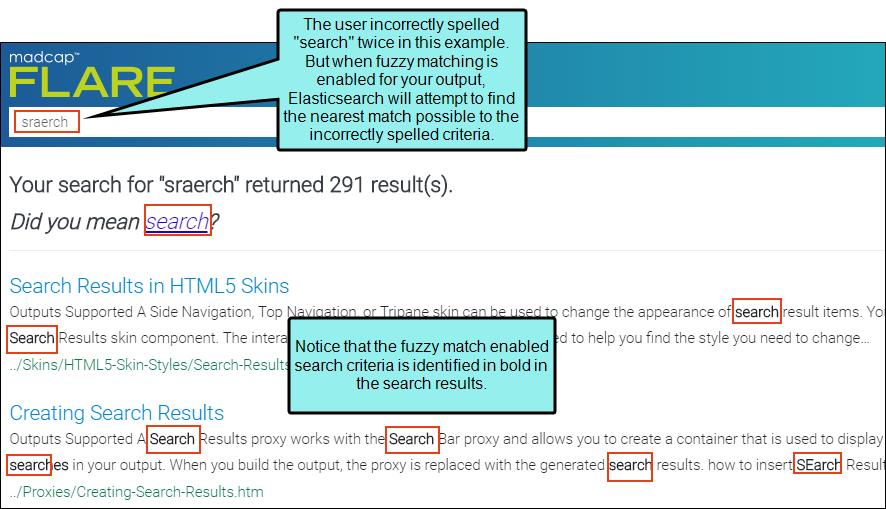 The user incorrectly spelled
"search" twice in this example.
But when fuzzy matching is
enabled for your output,
Elasticsearch will attempt to find
the nearest match possible to the
incorrectly spelled criteria.
madcap™
FLARE
sraerch
Your search for "sraerch" returned 291 result(s).
Did you mean search?
Search Results in HTML5 Skins
Outputs Supported A Side Navigation, Top Navigation, or Tripane skin can be used to change the appearance of search result items. Yo
Search Results skin component. The intera
ed to help you find the style you need to change...
../Skins/HTML5-Skin-Styles/Search-Results
Notice that the fuzzy match enabled
search criteria is identified in bold in
the search results.
Creating Search Results
Outputs Supported A Search Results proxy works with the Search Bar proxy and allows you to create a container that is used to display
searches in your output. When you build the output, the proxy is replaced with the generated search results. how to insert SEarch Result
../Proxies/Creating-Search-Results.htm